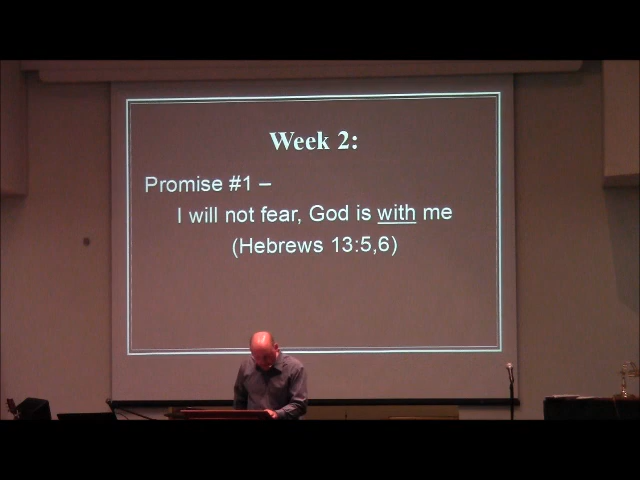 Week 2:
Promise #1 –
I will not fear, God is with me
(Hebrews 13:5,6)